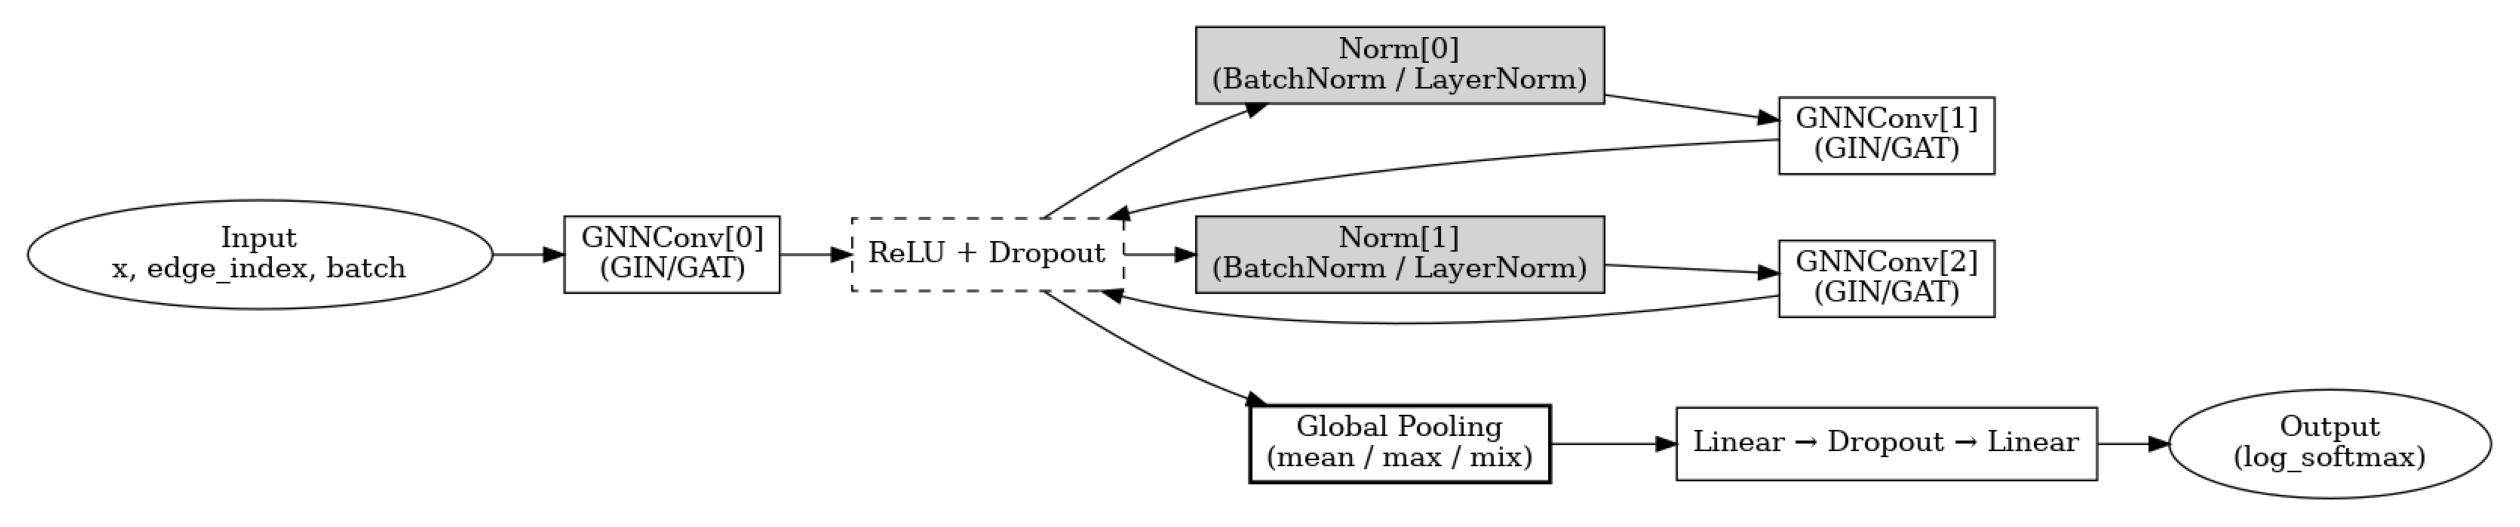 Input
x, edge_index, batch
GNNConv[0]
(GIN/GAT)
ReLU + Dropout
Norm[0]
(BatchNorm / LayerNorm)
GNNConv[1]
(GIN/GAT)
Norm[1]
(BatchNorm / LayerNorm)
GNNConv[2]
(GIN/GAT)
Global Pooling
(mean / max / mix)
Linear → Dropout → Linear
Output
(log_softmax)